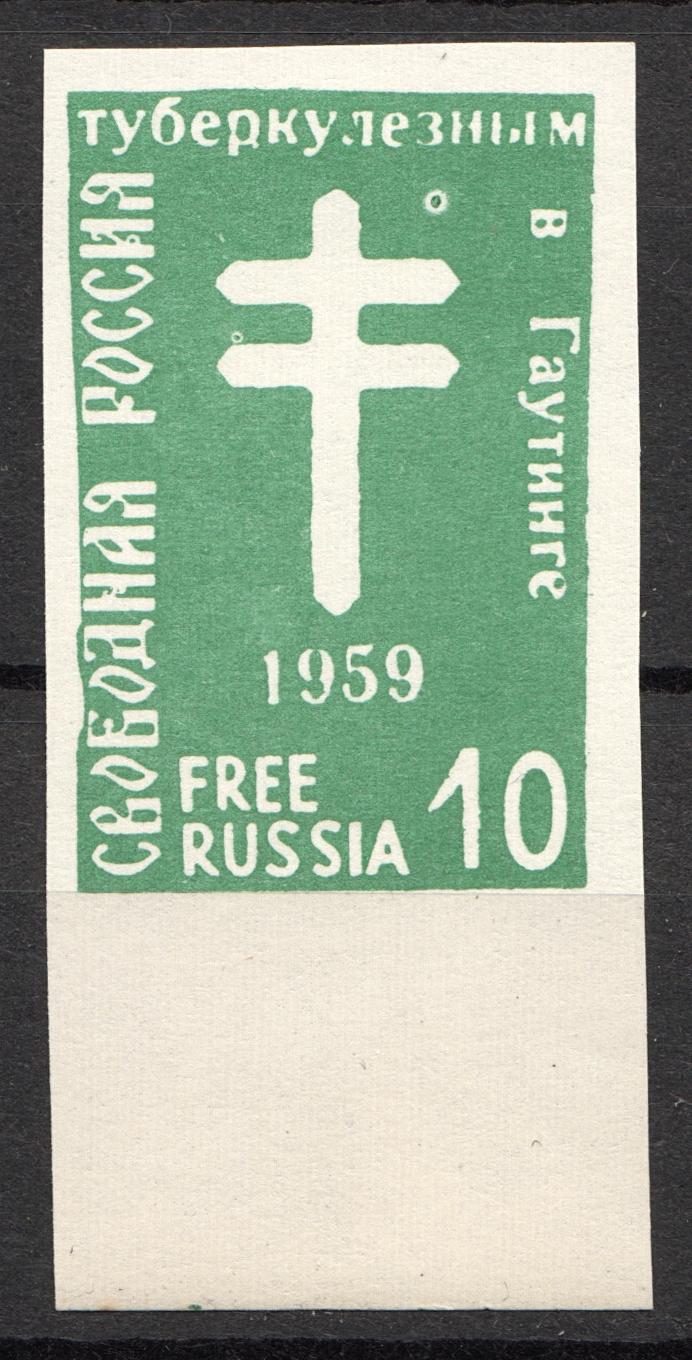 туберкулезным
в Гаутинге
СВОБОДНАЯ РОССИЯ
1959
FREE
RUSSIA
10